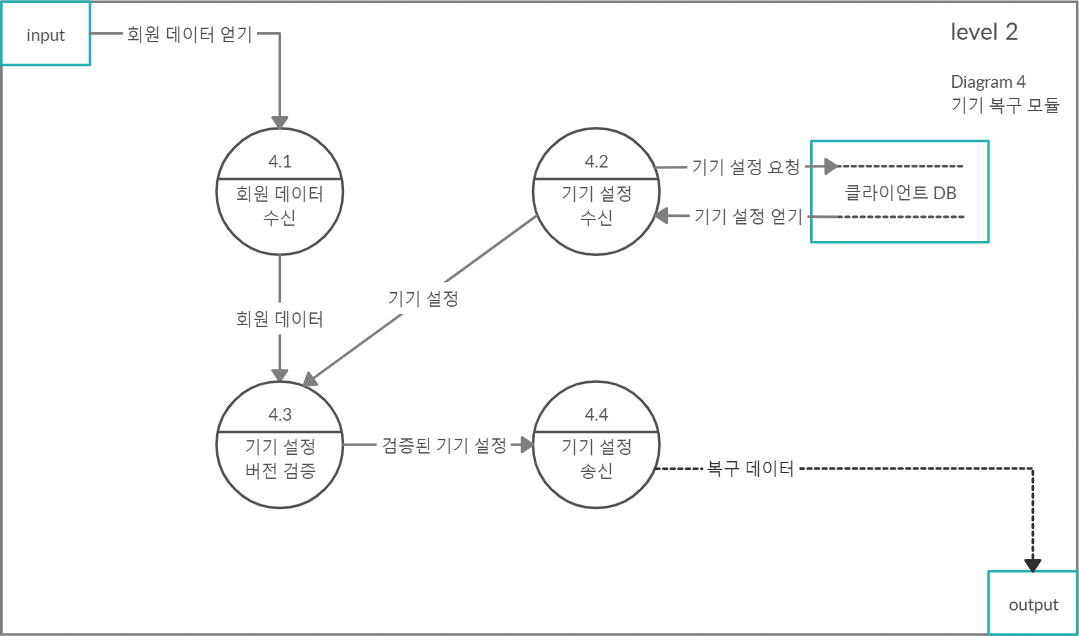 input
회원 데이터 얻기
level 2
Diagram 4
기기 복구 모듈
4.1
회원 데이터
수신
4.2
기기 설정
수신
기기 설정 요청
클라이언트 DB
기기 설정 얻기
기기 설정
회원 데이터
4.3
기기 설정
버전 검증
검증된 기기 설정
4.4
기기 설정
송신
복구 데이터
output